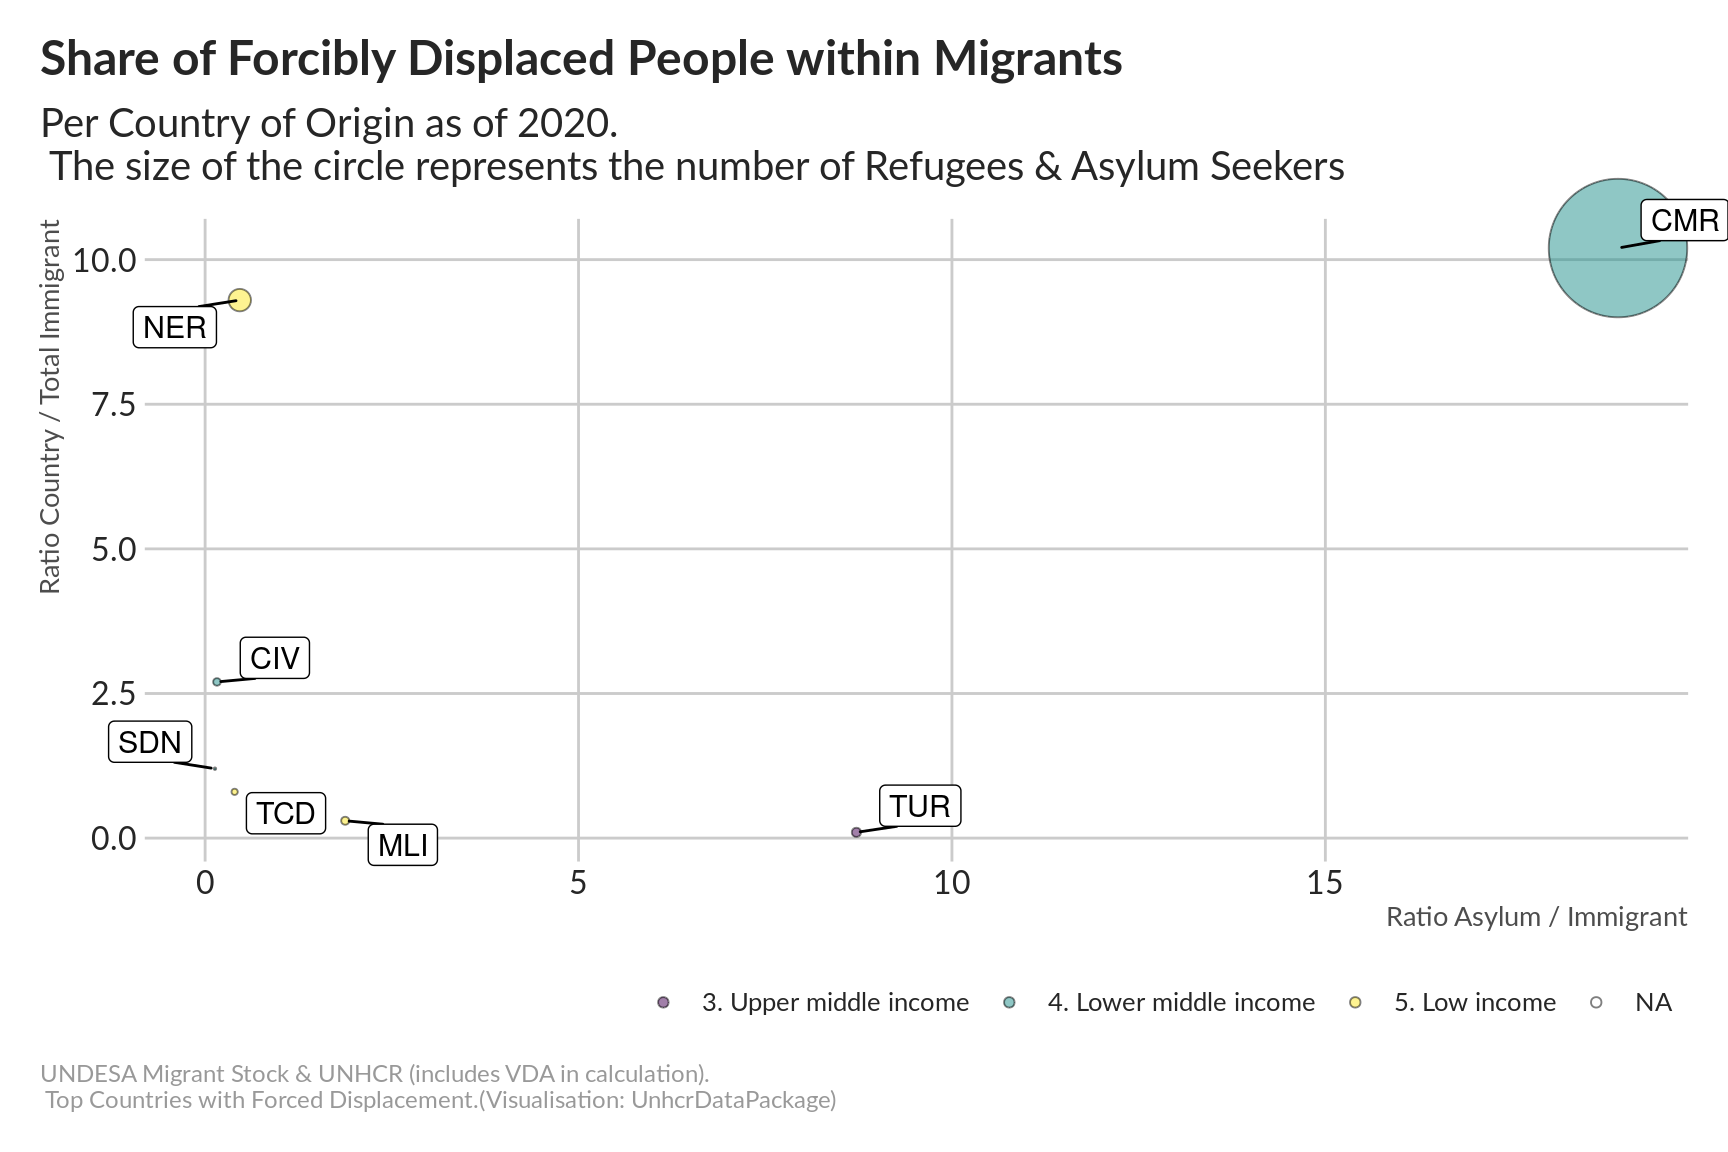 Share of Forcibly Displaced People within Migrants
Per Country of Origin as of 2020.
The size of the circle represents the number of Refugees & Asylum Seekers
Ratio Country / Total Immigrant
10.0
7.5
5.0
2.5
0.0
CMR
NER
CIV
SDN
TCD
MLI
TUR
0 5 10 15
Ratio Asylum / Immigrant
3. Upper middle income 4. Lower middle income 5. Low income NA
UNDESA Migrant Stock & UNHCR (includes VDA in calculation).
Top Countries with Forced Displacement.(Visualisation: UnhcrDataPackage)